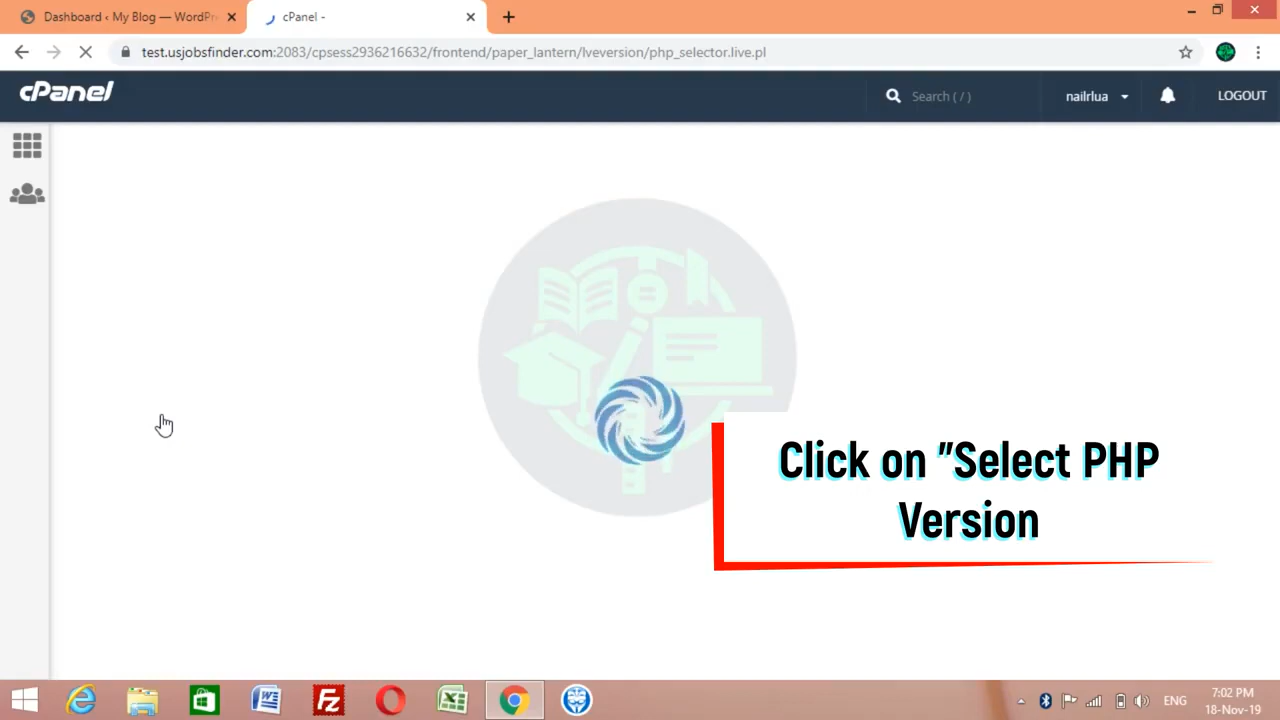 Dashboard ‹ My Blog — WordPr
cPanel -
test.usjobsfinder.com:2083/cpsess2936216632/frontend/paper_lantern/lveversion/php_selector.live.pl
cPanel
Search ( / )
nailrlua
LOGOUT
Click on "Select PHP
Version
ENG
7:02 PM
18-Nov-19